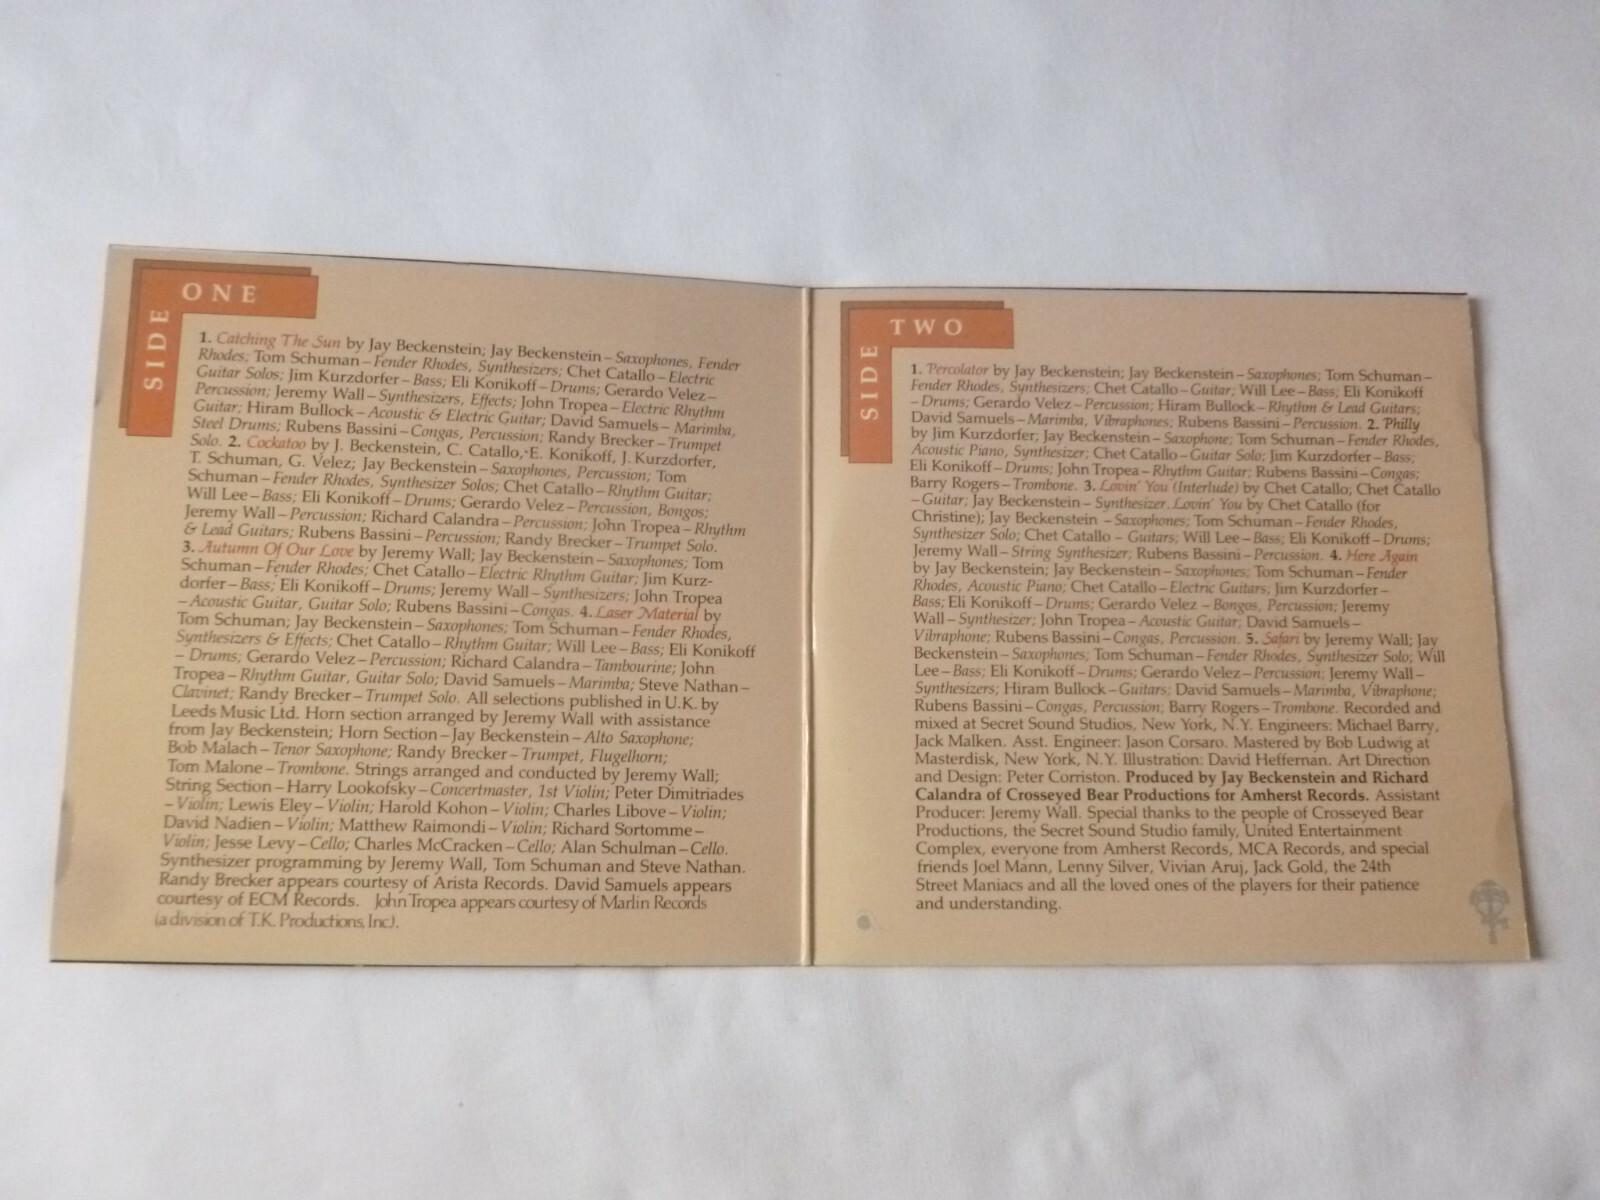 SIDE ONE
1. Catching The Sun by Jay Beckenstein; Jay Beckenstein – Saxophones, Fender
Rhodes; Tom Schuman – Fender Rhodes, Synthesizers; Chet Catallo – Electric
Guitar Solos; Jim Kurzdorfer – Bass; Eli Konikoff – Drums; Gerardo Velez –
Percussion; Jeremy Wall – Synthesizers, Effects; John Tropea – Electric Rhythm
Guitar; Hiram Bullock – Acoustic & Electric Guitar; David Samuels – Marimba,
Steel Drums; Rubens Bassini – Congas, Percussion; Randy Brecker – Trumpet
Solo. 2. Cockatoo by J. Beckenstein, C. Catallo, E. Konikoff, J. Kurzdorfer,
T. Schuman, G. Velez; Jay Beckenstein – Saxophones, Percussion; Tom
Schuman – Fender Rhodes, Synthesizer Solos; Chet Catallo – Rhythm Guitar;
Will Lee – Bass; Eli Konikoff – Drums; Gerardo Velez – Percussion, Bongos;
Jeremy Wall – Percussion; Richard Calandra – Percussion; John Tropea – Rhythm
& Lead Guitars; Rubens Bassini – Percussion; Randy Brecker – Trumpet Solo.
3. Autumn Of Our Love by Jeremy Wall; Jay Beckenstein – Saxophones; Tom
Schuman – Fender Rhodes; Chet Catallo – Electric Rhythm Guitar; Jim Kurz-
dorfer – Bass; Eli Konikoff – Drums; Jeremy Wall – Synthesizers; John Tropea
– Acoustic Guitar, Guitar Solo; Rubens Bassini – Congas. 4. Laser Material by
Tom Schuman; Jay Beckenstein – Saxophones; Tom Schuman – Fender Rhodes,
Synthesizers & Effects; Chet Catallo – Rhythm Guitar; Will Lee – Bass; Eli Konikoff
– Drums; Gerardo Velez – Percussion; Richard Calandra – Tambourine; John
Tropea – Rhythm Guitar, Guitar Solo; David Samuels – Marimba; Steve Nathan –
Clavinet; Randy Brecker – Trumpet Solo. All selections published in U.K. by
Leeds Music Ltd. Horn section arranged by Jeremy Wall with assistance
from Jay Beckenstein; Horn Section – Jay Beckenstein – Alto Saxophone;
Bob Malach – Tenor Saxophone; Randy Brecker – Trumpet, Flugelhorn;
Tom Malone – Trombone. Strings arranged and conducted by Jeremy Wall;
String Section – Harry Lookofsky – Concertmaster, 1st Violin; Peter Dimitriades
– Violin; Lewis Eley – Violin; Harold Kohon – Violin; Charles Libove – Violin;
David Nadien – Violin; Matthew Raimondi – Violin; Richard Sortomme –
Violin; Jesse Levy – Cello; Charles McCracken – Cello; Alan Schulman – Cello.
Synthesizer programming by Jeremy Wall, Tom Schuman and Steve Nathan.
Randy Brecker appears courtesy of Arista Records. David Samuels appears
courtesy of ECM Records. John Tropea appears courtesy of Marlin Records
(a division of T.K. Productions, Inc).
SIDE TWO
1. Percolator by Jay Beckenstein; Jay Beckenstein – Saxophones; Tom Schuman –
Fender Rhodes, Synthesizers; Chet Catallo – Guitar; Will Lee – Bass; Eli Konikoff
– Drums; Gerardo Velez – Percussion; Hiram Bullock – Rhythm & Lead Guitars;
David Samuels – Marimba, Vibraphones; Rubens Bassini – Percussion. 2. Philly
by Jim Kurzdorfer; Jay Beckenstein – Saxophone; Tom Schuman – Fender Rhodes,
Acoustic Piano, Synthesizer; Chet Catallo – Guitar Solo; Jim Kurzdorfer – Bass;
Eli Konikoff – Drums; John Tropea – Rhythm Guitar; Rubens Bassini – Congas;
Barry Rogers – Trombone. 3. Lovin' You (Interlude) by Chet Catallo; Chet Catallo
– Guitar; Jay Beckenstein – Synthesizer. Lovin' You by Chet Catallo (for
Christine); Jay Beckenstein – Saxophones; Tom Schuman – Fender Rhodes,
Synthesizer Solo; Chet Catallo – Guitars; Will Lee – Bass; Eli Konikoff – Drums;
Jeremy Wall – String Synthesizer; Rubens Bassini – Percussion. 4. Here Again
by Jay Beckenstein; Jay Beckenstein – Saxophones; Tom Schuman – Fender
Rhodes, Acoustic Piano; Chet Catallo – Electric Guitars; Jim Kurzdorfer –
Bass; Eli Konikoff – Drums; Gerardo Velez – Bongos, Percussion; Jeremy
Wall – Synthesizer; John Tropea – Acoustic Guitar; David Samuels –
Vibraphone; Rubens Bassini – Congas, Percussion. 5. Safari by Jeremy Wall; Jay
Beckenstein – Saxophones; Tom Schuman – Fender Rhodes, Synthesizer Solo; Will
Lee – Bass; Eli Konikoff – Drums; Gerardo Velez – Percussion; Jeremy Wall –
Synthesizers; Hiram Bullock – Guitars; David Samuels – Marimba, Vibraphone;
Rubens Bassini – Congas, Percussion; Barry Rogers – Trombone. Recorded and
mixed at Secret Sound Studios, New York, N.Y. Engineers: Michael Barry,
Jack Malken. Asst. Engineer: Jason Corsaro. Mastered by Bob Ludwig at
Masterdisk, New York, N.Y. Illustration: David Heffernan. Art Direction
and Design: Peter Corriston. Produced by Jay Beckenstein and Richard
Calandra of Crosseyed Bear Productions for Amherst Records. Assistant
Producer: Jeremy Wall. Special thanks to the people of Crosseyed Bear
Productions, the Secret Sound Studio family, United Entertainment
Complex, everyone from Amherst Records, MCA Records, and special
friends Joel Mann, Lenny Silver, Vivian Aruj, Jack Gold, the 24th
Street Maniacs and all the loved ones of the players for their patience
and understanding.